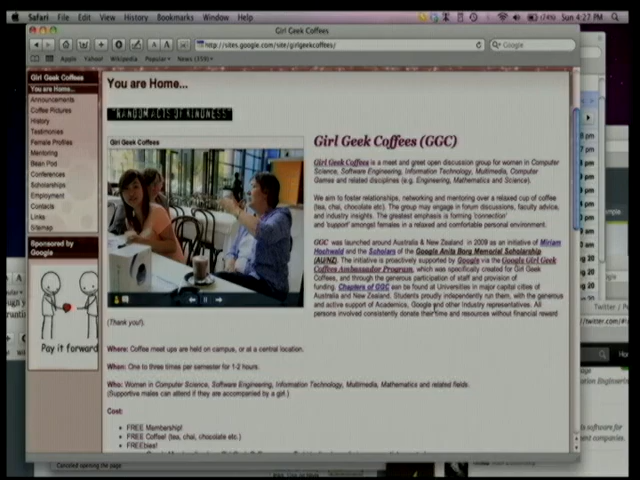 Safari File Edit View History Bookmarks Window Help
Sun 4:27 PM
Girl Geek Coffees
http://sites.google.com/site/girlgeekcoffees/
Google
Apple Yahoo! Wikipedia Popular News
Girl Geek Coffees
You are Home...
Announcements
Coffee Pictures
History
Testimonies
Female Profiles
Mentoring
Bean Pod
Conferences
Scholarships
Employment
Contacts
Links
Sitemap
Sponsored by
Google
Pay it forward
You are Home...
"RANDOM ACTS OF KINDNESS"
Girl Geek Coffees
Girl Geek Coffees (GGC)
Girl Geek Coffees is a meet and greet open discussion group for women in Computer
Science, Software Engineering, Information Technology, Multimedia, Computer
Games and related disciplines (e.g. Engineering, Mathematics and Science).
We aim to foster relationships, networking and mentoring over a relaxed cup of coffee
(tea, chai, chocolate etc). The group may engage in forum discussions, faculty advice,
and industry insights. The greatest emphasis is forming 'connection'
and 'support' amongst females in a relaxed and comfortable personal environment.
GGC was launched around Australia & New Zealand in 2009 as an initiative of Miriam
Hochwald and the Scholars of the Google Anita Borg Memorial Scholarship
(AUNZ). The initiative is proactively supported by Google via the Google Girl Geek
Coffees Ambassador Program, which was specifically created for Girl Geek
Coffees, and through the generous participation of staff and provision of
funding. Chapters of GGC can be found at Universities in major capital cities of
Australia and New Zealand. Students proactively independently run them, with the generous
and active support of Academics, Google and other Industry representatives. All
persons involved consistently donate their time and resources without financial reward
(Thank you!).
Where: Coffee meet ups are held on campus, or at a central location.
When: One to three times per semester for 1-2 hours.
Who: Women in Computer Science, Software Engineering, Information Technology, Multimedia, Mathematics and related fields.
(Supportive males can attend if they are accompanied by a girl.)
Cost:
FREE Membership!
FREE Coffee! (tea, chai, chocolate etc.)
FREEbies!